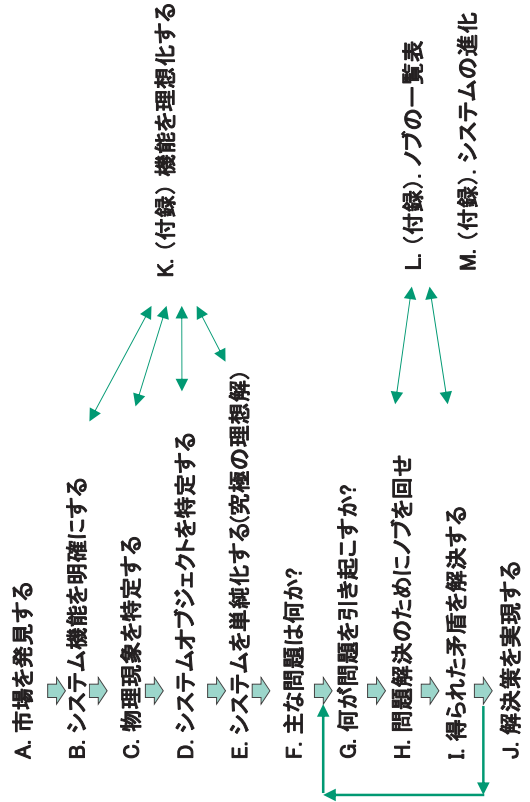 A. 市場を発見する
B. システム機能を明確にする
C. 物理現象を特定する
D. システムオブジェクトを特定する
E. システムを単純化する(究極の理想解)
F. 主な問題は何か?
G. 何が問題を引き起こすか?
H. 問題解決のためにノブを回せ
I. 得られた矛盾を解決する
J. 解決策を実現する
K. (付録) 機能を理想化する
L. (付録). ノブの一覧表
M. (付録). システムの進化